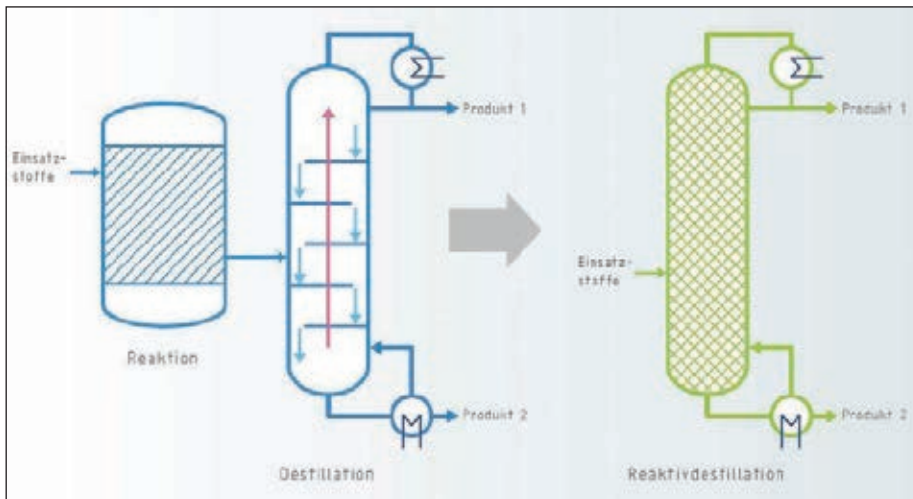 Einsatz-
stoffe
Reaktion
Produkt 1
Produkt 2
Destillation
Einsatz-
stoffe
Produkt 1
Produkt 2
Reaktivdestillation